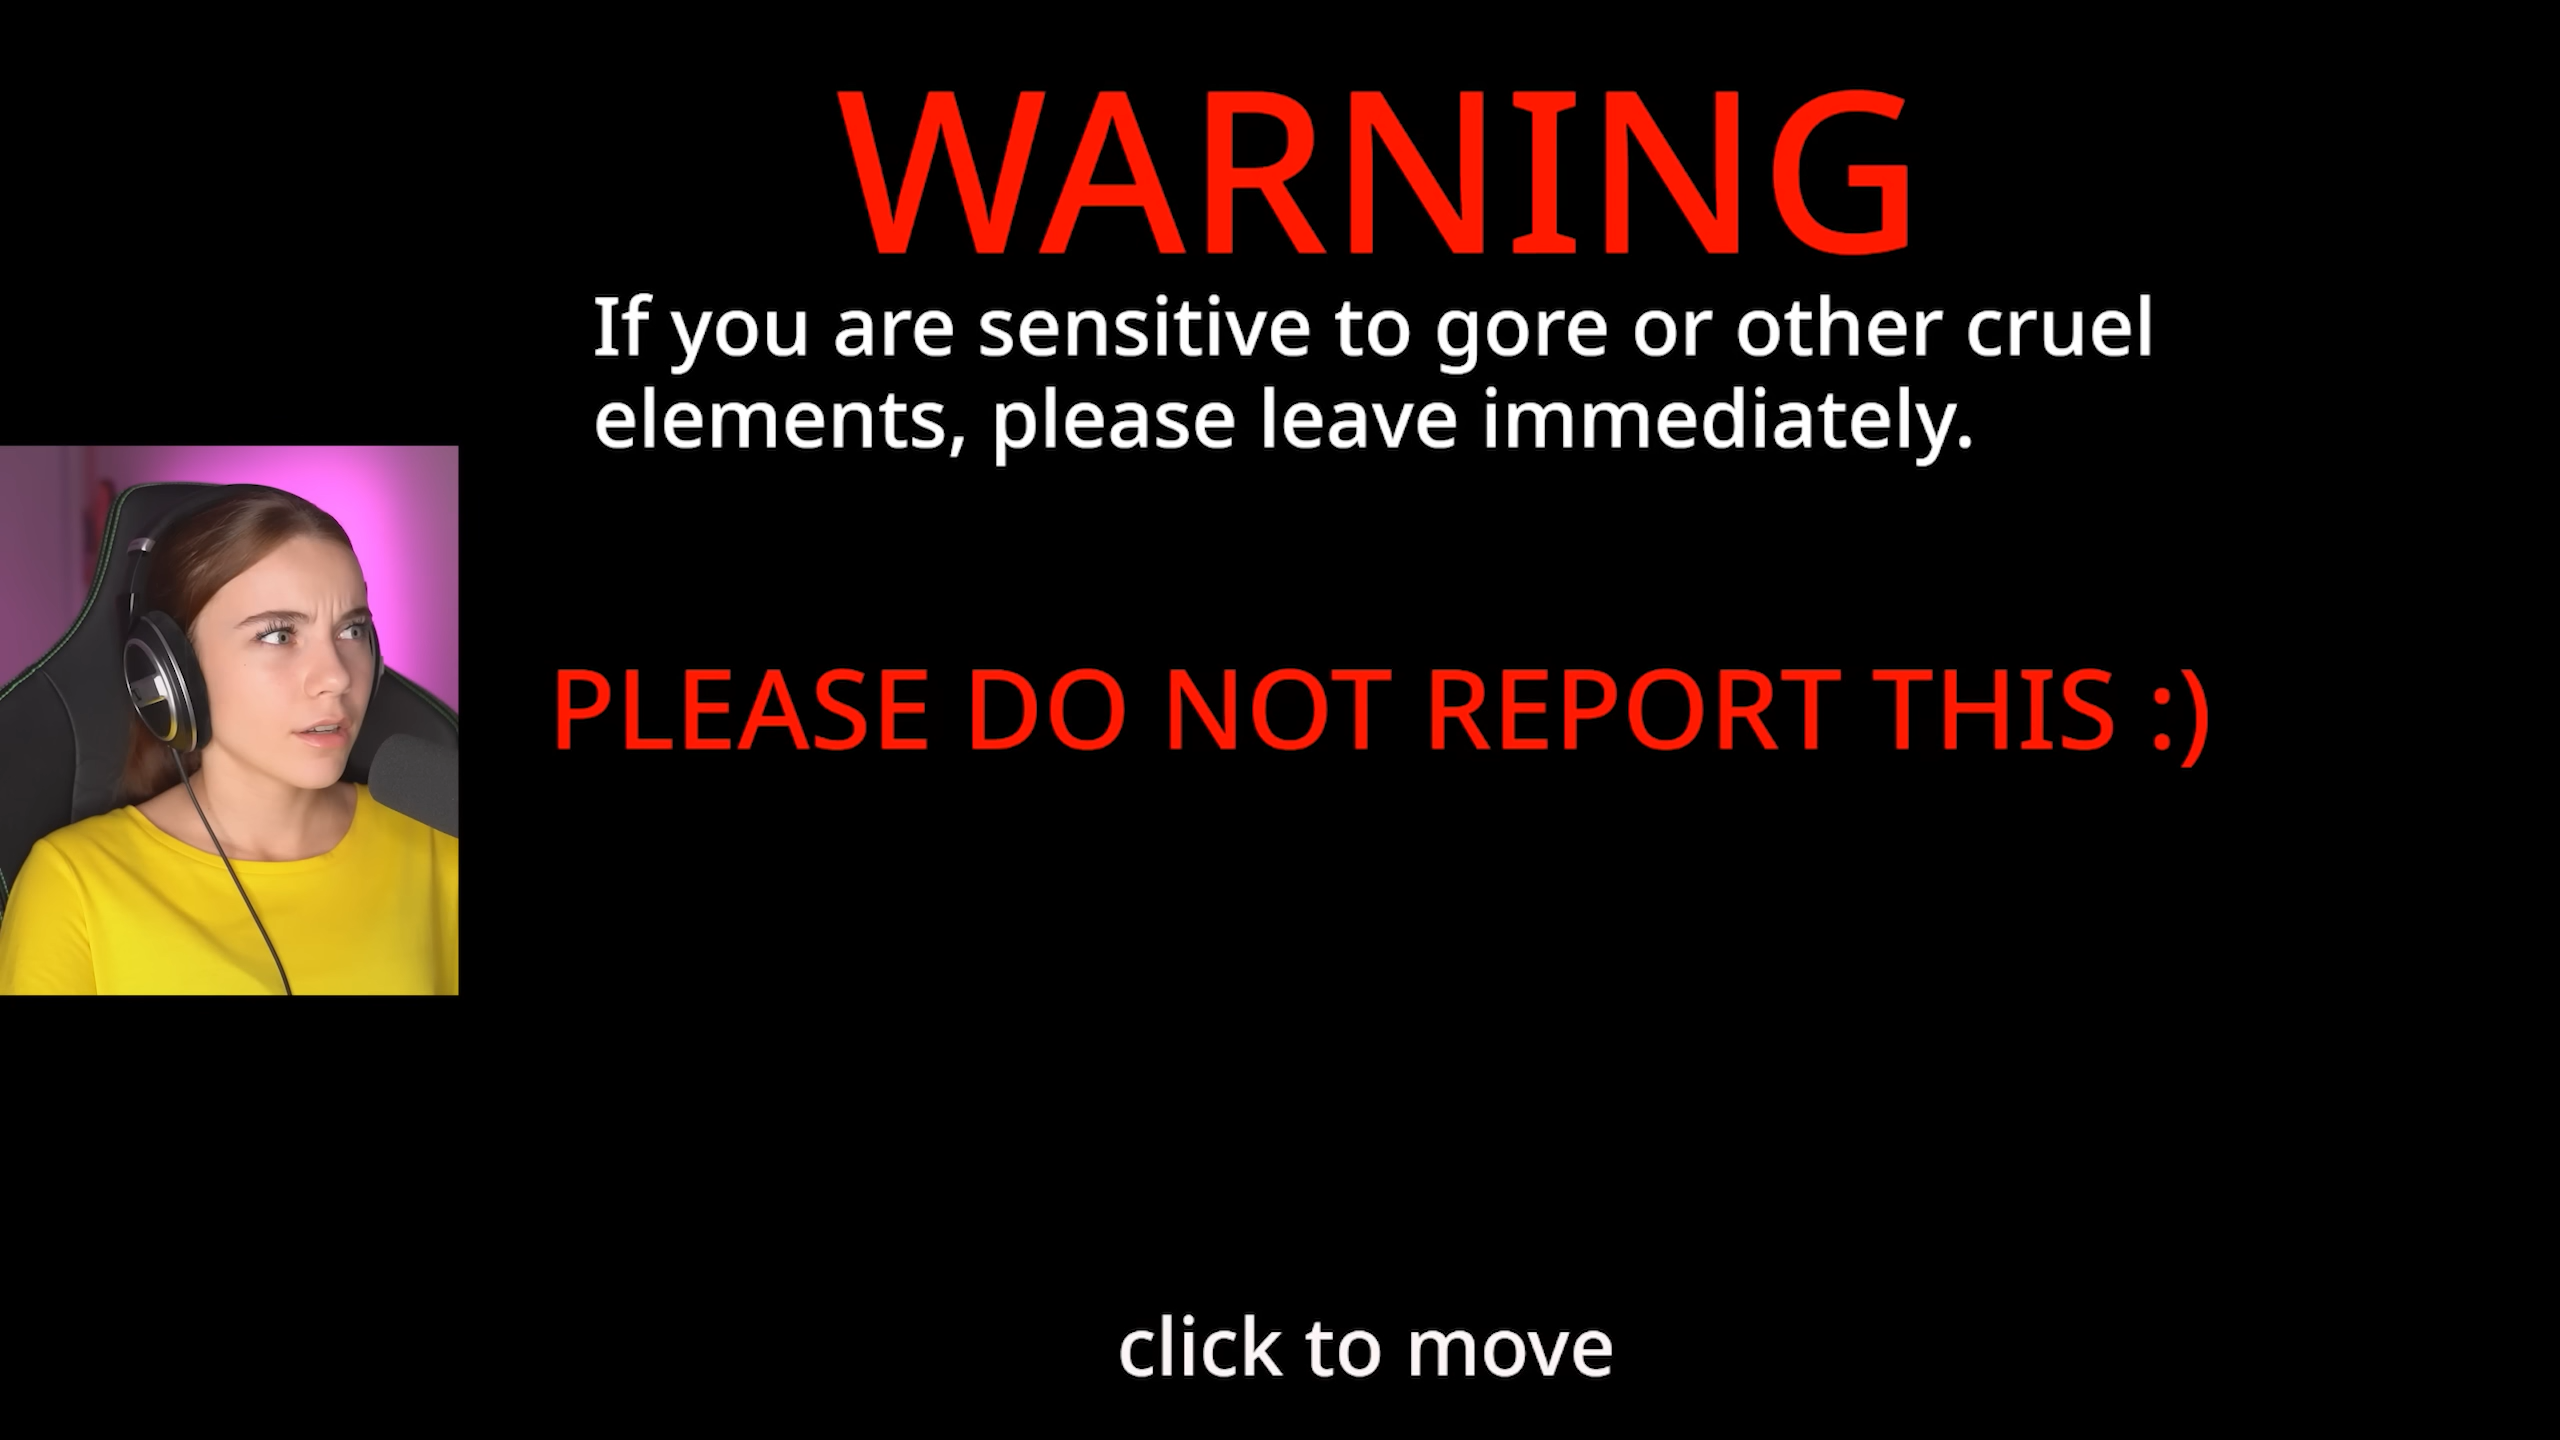 WARNING
If you are sensitive to gore or other cruel
elements, please leave immediately.
PLEASE DO NOT REPORT THIS :)
click to move